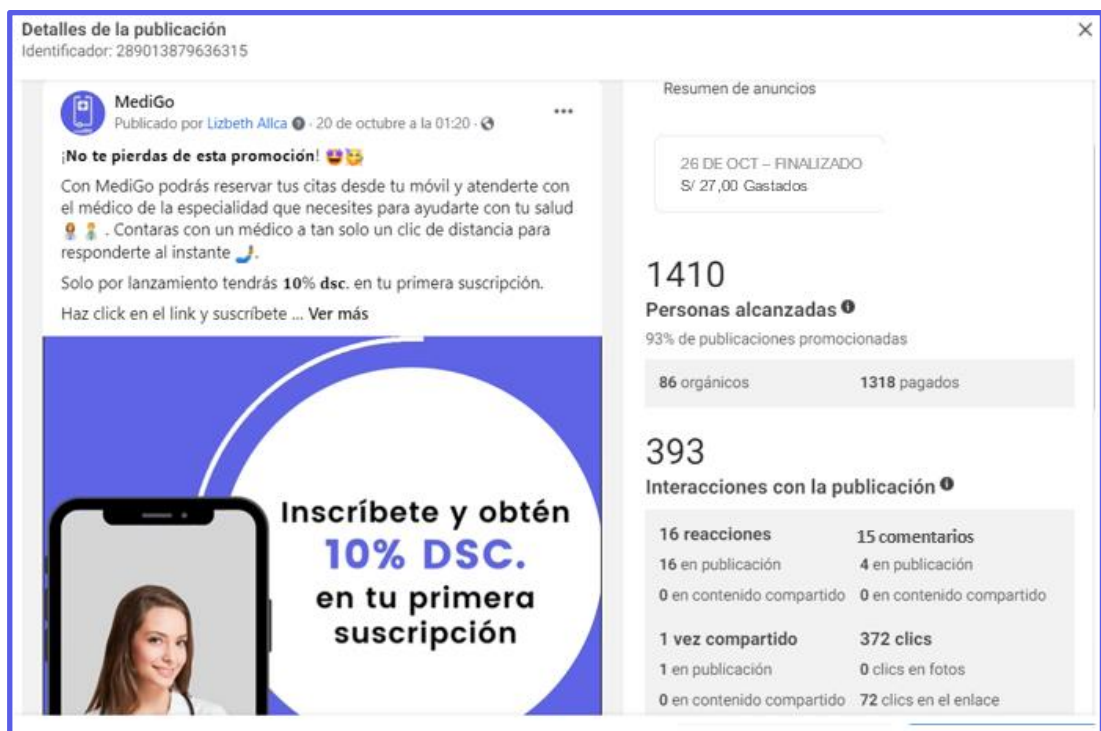 Detalles de la publicación
Identificador: 289013879636315
MediGo
Publicado por Lizbeth Allca · 20 de octubre a la 01:20 ·
¡No te pierdas de esta promoción! 🤩🥳
Con MediGo podrás reservar tus citas desde tu móvil y atenderte con
el médico de la especialidad que necesites para ayudarte con tu salud
👩‍⚕️ 👨‍⚕️ . Contaras con un médico a tan solo un clic de distancia para
responderte al instante 🤳.
Solo por lanzamiento tendrás 10% dsc. en tu primera suscripción.
Haz click en el link y suscríbete ... Ver más
Inscríbete y obtén
10% DSC.
en tu primera
suscripción
Resumen de anuncios
26 DE OCT – FINALIZADO
S/ 27,00 Gastados
1410
Personas alcanzadas
93% de publicaciones promocionadas
86 orgánicos
1318 pagados
393
Interacciones con la publicación
16 reacciones
15 comentarios
16 en publicación
4 en publicación
0 en contenido compartido
0 en contenido compartido
1 vez compartido
372 clics
1 en publicación
0 clics en fotos
0 en contenido compartido
72 clics en el enlace